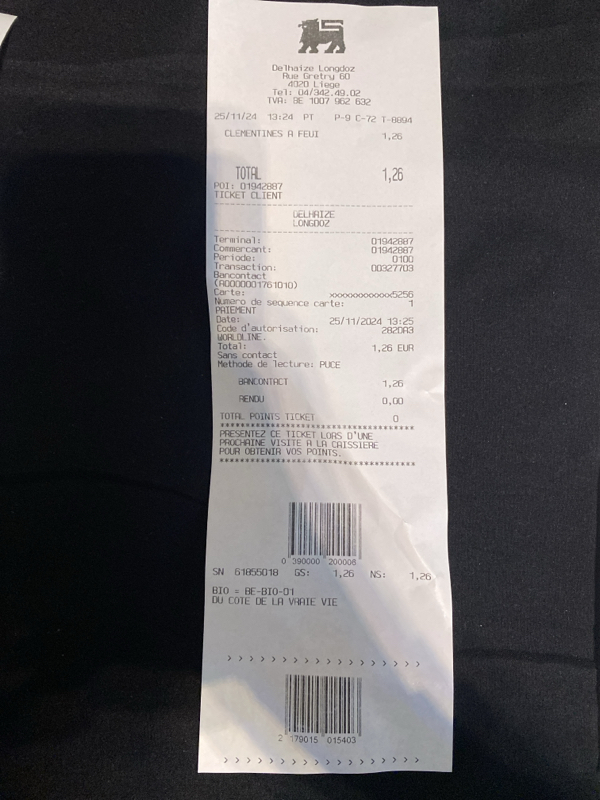 Delhaize Longdoz
Rue Gretry 60
4020 Liege
Tel: 04/342.49.02
TVA: BE 1007 962 632
25/11/24 13:24 PT P-9 C-72 T-8894
CLEMENTINES A FEUI 1,26
TOTAL 1,26
POI: 01942887
TICKET CLIENT
DELHAIZE
LONGDOZ
Terminal: 01942887
Commercant: 01942887
Periode: 0100
Transaction: 00327703
Bancontact
(A0000001761010)
Carte: xxxxxxxxxxxx5256
Numero de sequence carte: 1
PAIEMENT
Date: 25/11/2024 13:25
Code d'autorisation: 282DA3
WORLDLINE.
Total: 1,26 EUR
Sans contact
Methode de lecture: PUCE
BANCONTACT 1,26
RENDU 0,00
TOTAL POINTS TICKET 0
PRESENTEZ CE TICKET LORS D'UNE
PROCHAINE VISITE A LA CAISSIERE
POUR OBTENIR VOS POINTS.
0 390000 200006
SN 61855018 GS: 1,26 NS: 1,26
BIO = BE-BIO-01
DU COTE DE LA VRAIE VIE
> > > > > > > > > > > > > > > > >
2 179015 015403
> > > > > > > > > > > > > > > > >